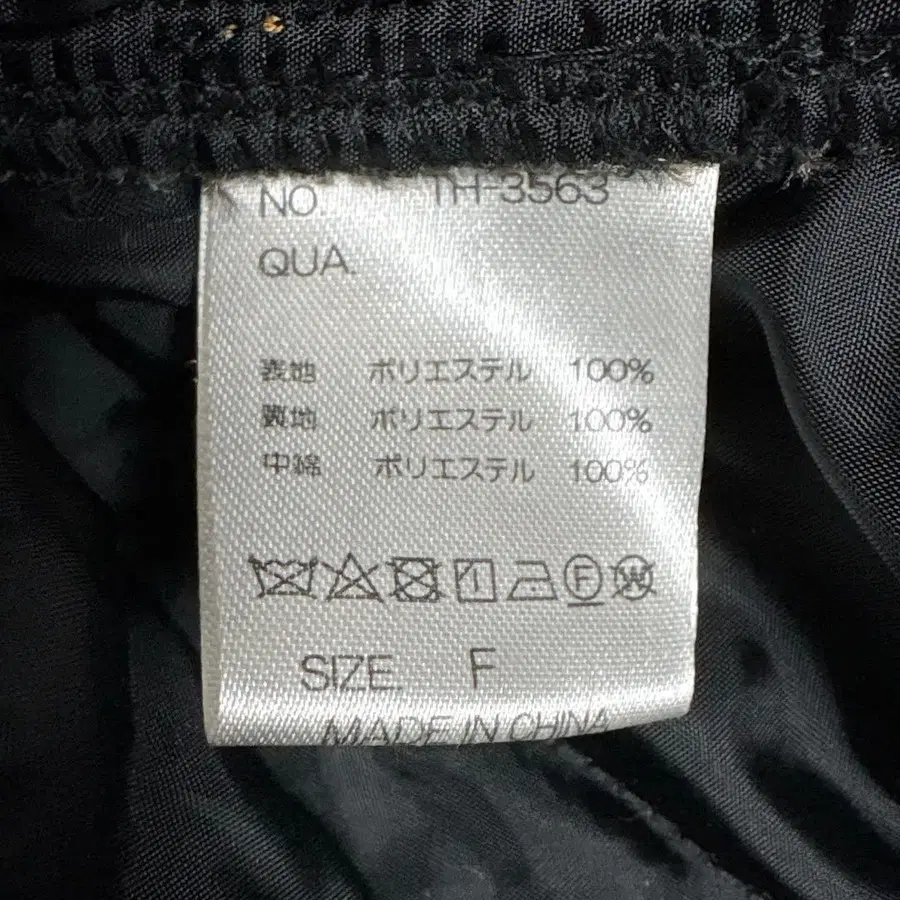 NO. TH-3563
QUA.
表地 ポリエステル 100%
裏地 ポリエステル 100%
中綿 ポリエステル 100%
F W
SIZE. F
MADE IN CHINA